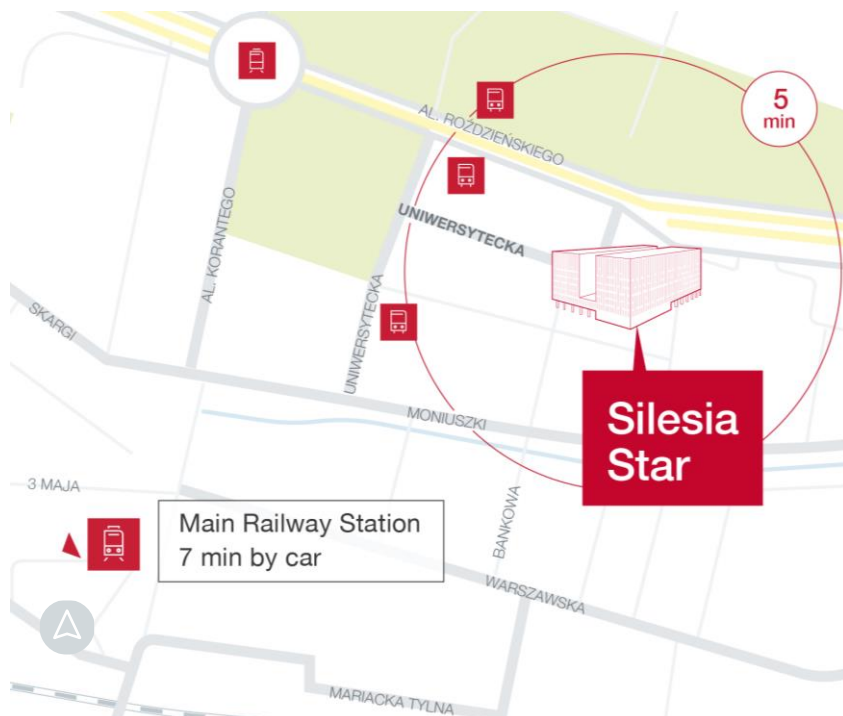 5
min
AL. ROŹDZIEŃSKIEGO
UNIWERSYTECKA
AL. KORANTEGO
UNIWERSYTECKA
SKARGI
MONIUSZKI
Silesia
Star
3 MAJA
Main Railway Station
7 min by car
BANKOWA
WARSZAWSKA
MARIACKA TYLNA